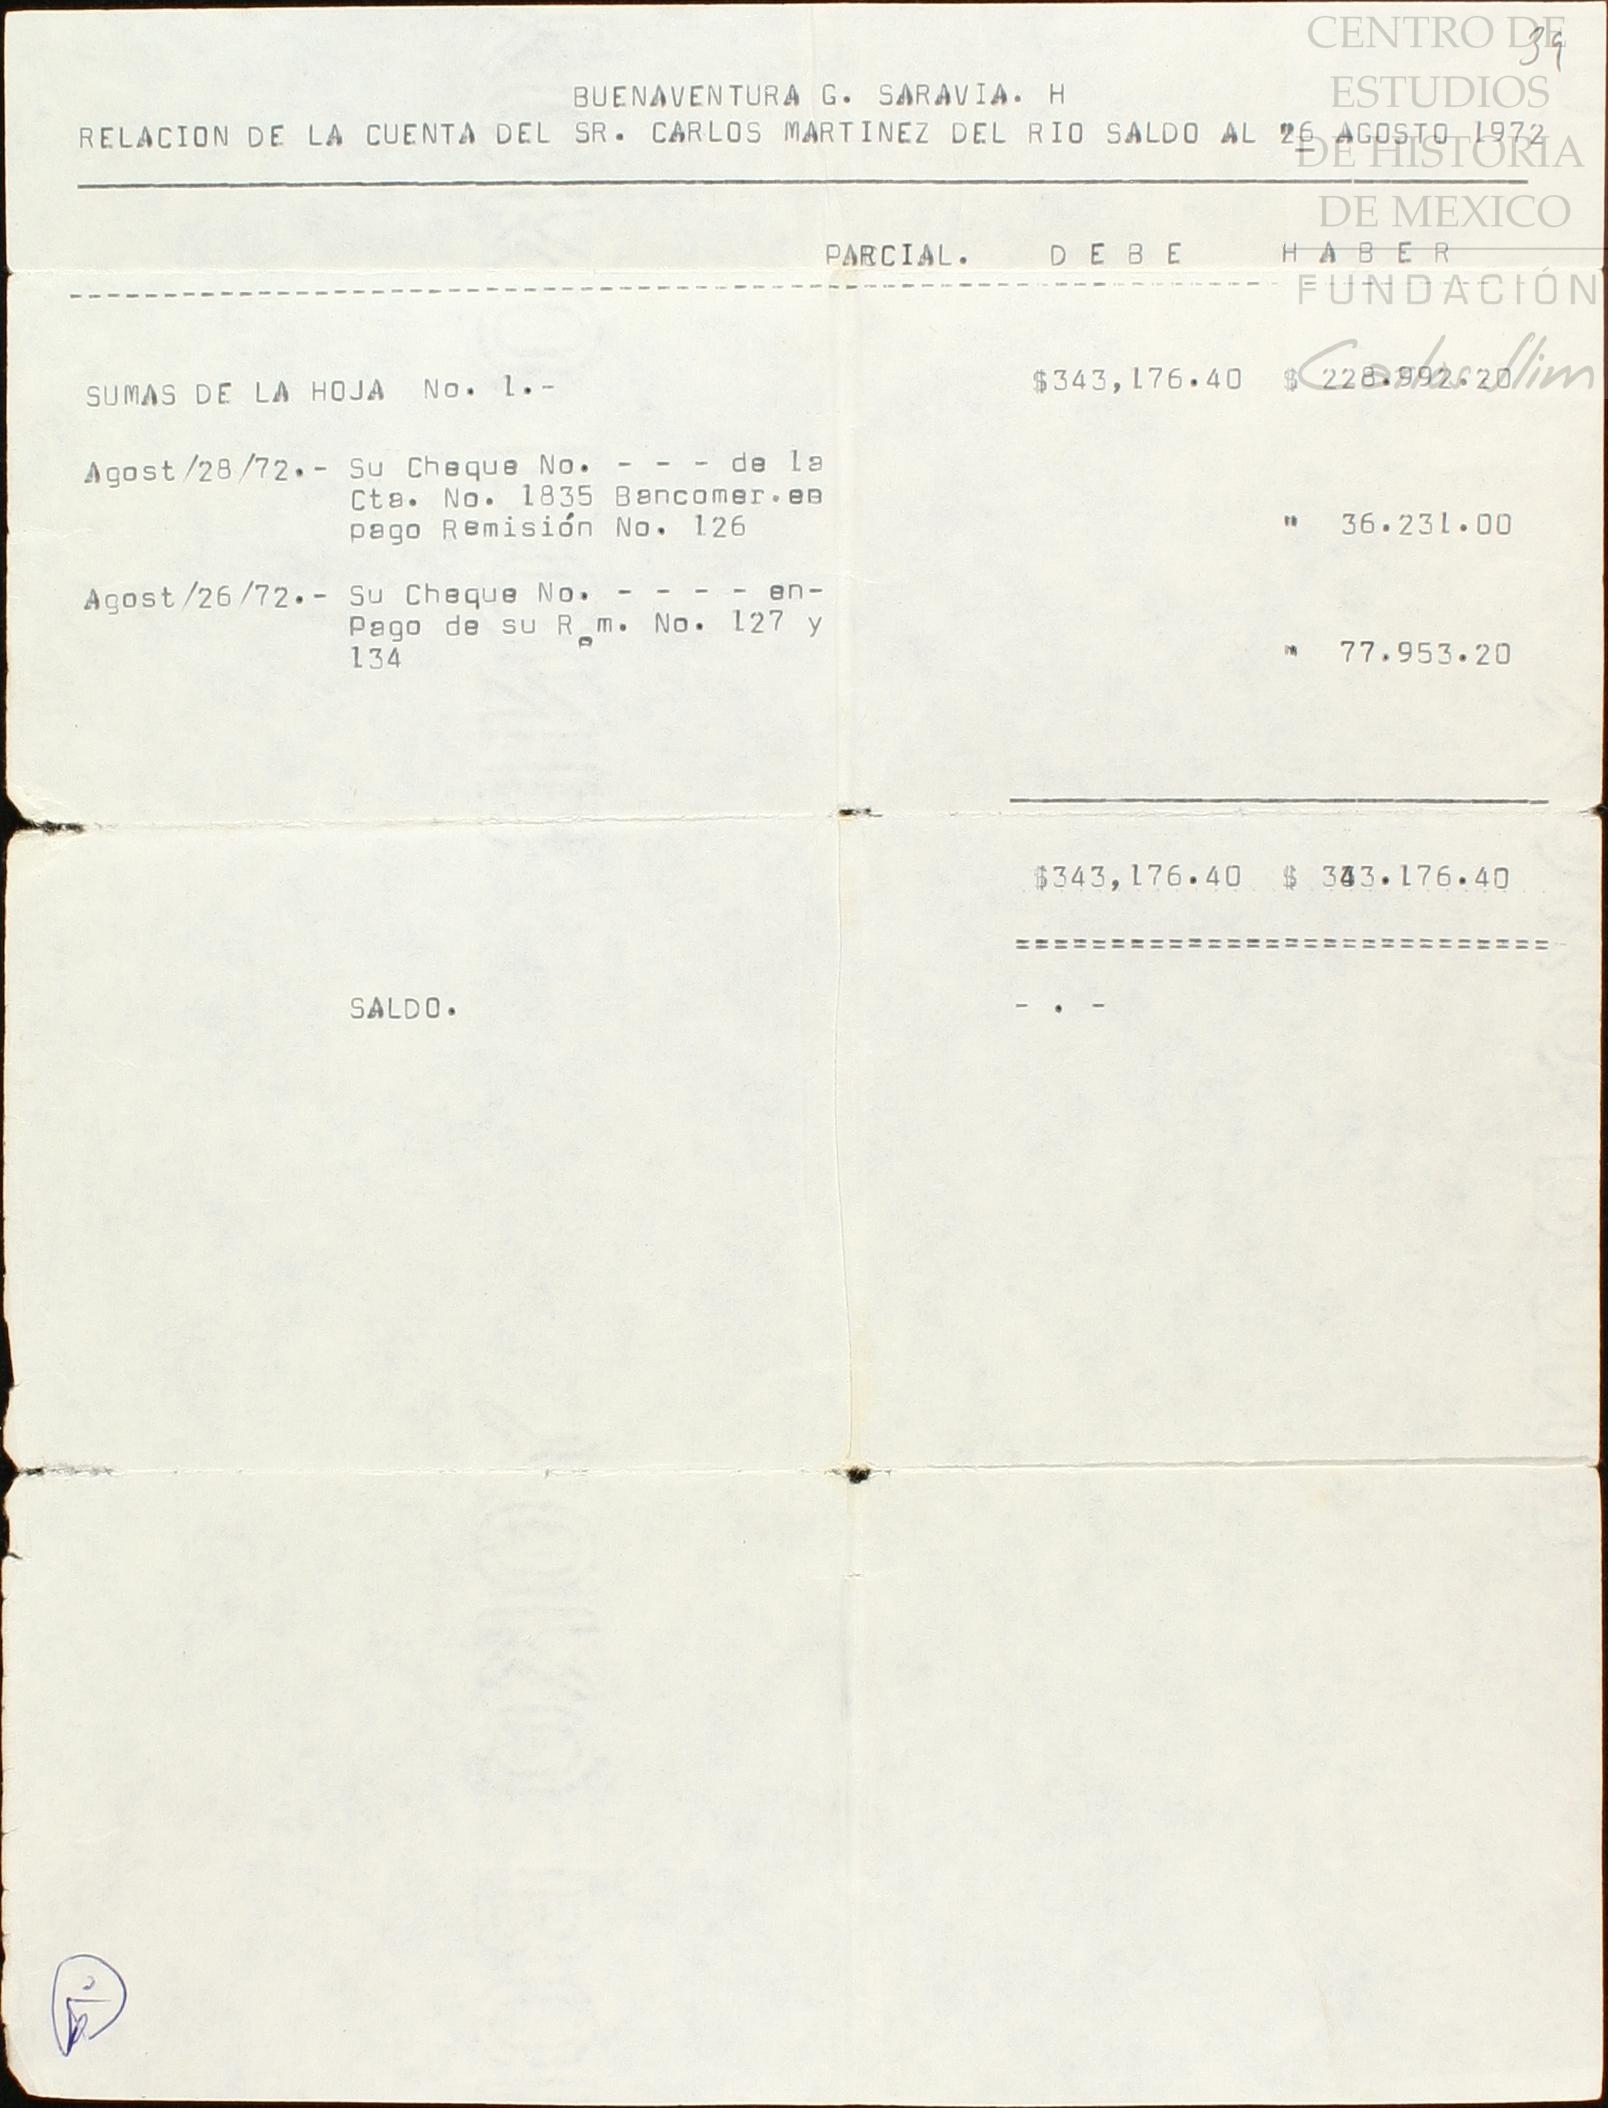 CENTRO DE
39
ESTUDIOS
DE HISTORIA
DE MEXICO
FUNDACIÓN
Carlos Slim
BUENAVENTURA G. SARAVIA. H
RELACION DE LA CUENTA DEL SR. CARLOS MARTINEZ DEL RIO SALDO AL 26 AGOSTO 1972
PARCIAL. D E B E H A B E R
SUMAS DE LA HOJA No. 1.- $343,176.40 $ 228.992.20
Agost/28/72.- Su Cheque No. - - - de la
Cta. No. 1835 Bancomer.en
pago Remisión No. 126 " 36.231.00
Agost/26/72.- Su Cheque No. - - - - en-
Pago de su Rem. No. 127 y
134 " 77.953.20
$343,176.40 $ 343.176.40
SALDO. - . -